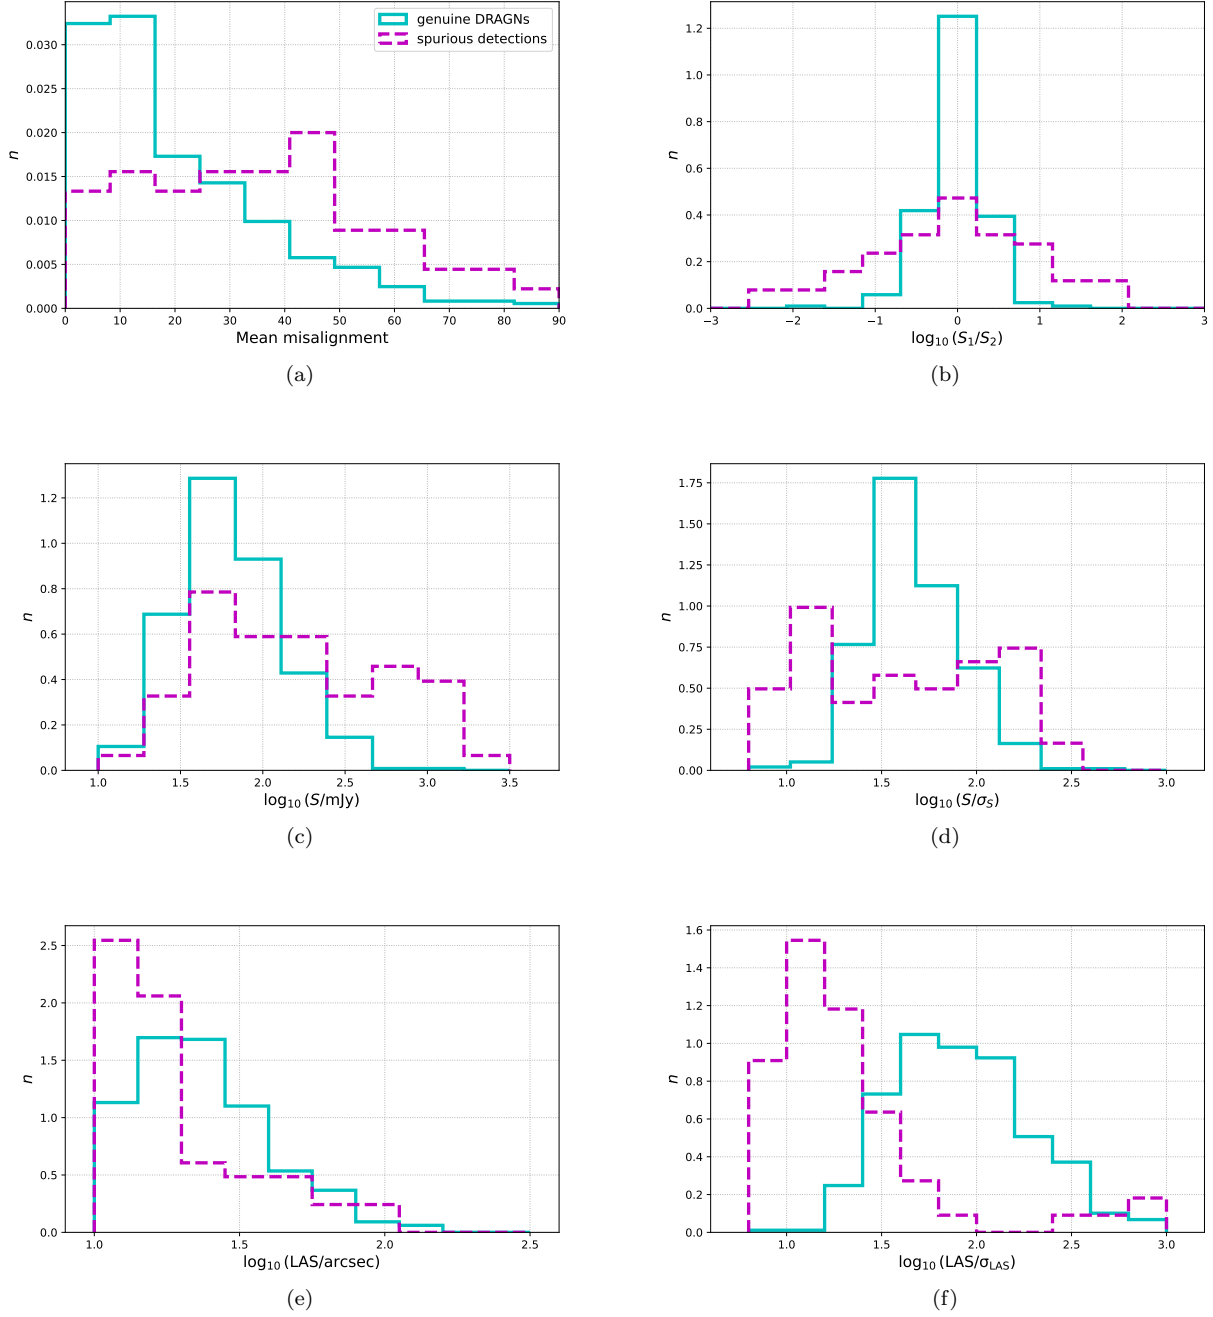 genuine DRAGNs
spurious detections
0.030
0.025
0.020
0.015
0.010
0.005
0.000
n
0 10 20 30 40 50 60 70 80 90
Mean misalignment
(a)
1.2
1.0
0.8
0.6
0.4
0.2
0.0
n
−3 −2 −1 0 1 2 3
log₁₀(S₁/S₂)
(b)
1.2
1.0
0.8
0.6
0.4
0.2
0.0
n
1.0 1.5 2.0 2.5 3.0 3.5
log₁₀(S/mJy)
(c)
1.75
1.50
1.25
1.00
0.75
0.50
0.25
0.00
n
1.0 1.5 2.0 2.5 3.0
log₁₀(S/σ_S)
(d)
2.5
2.0
1.5
1.0
0.5
0.0
n
1.0 1.5 2.0 2.5
log₁₀(LAS/arcsec)
(e)
1.6
1.4
1.2
1.0
0.8
0.6
0.4
0.2
0.0
n
1.0 1.5 2.0 2.5 3.0
log₁₀(LAS/σ_LAS)
(f)